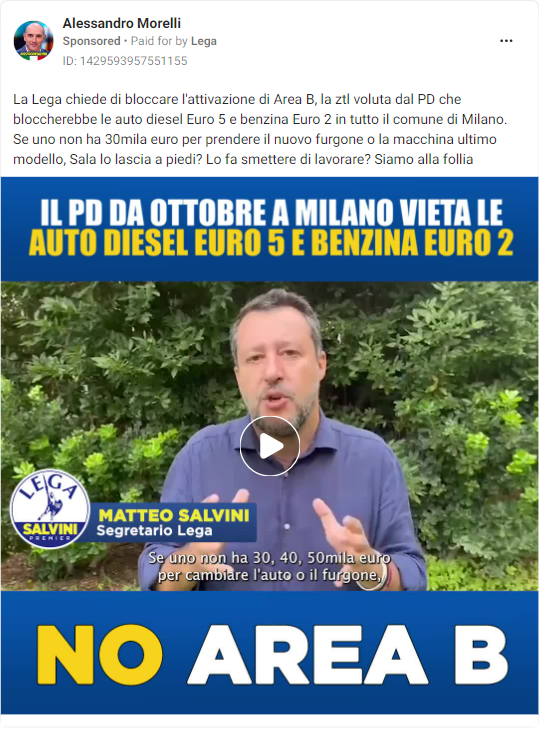 Alessandro Morelli
Sponsored • Paid for by Lega
ID: 1429593957551155
La Lega chiede di bloccare l'attivazione di Area B, la ztl voluta dal PD che
bloccherebbe le auto diesel Euro 5 e benzina Euro 2 in tutto il comune di Milano.
Se uno non ha 30mila euro per prendere il nuovo furgone o la macchina ultimo
modello, Sala lo lascia a piedi? Lo fa smettere di lavorare? Siamo alla follia
IL PD DA OTTOBRE A MILANO VIETA LE
AUTO DIESEL EURO 5 E BENZINA EURO 2
LEGA
SALVINI
PREMIER
MATTEO SALVINI
Segretario Lega
Se uno non ha 30, 40, 50mila euro
per cambiare l'auto o il furgone,
NO AREA B